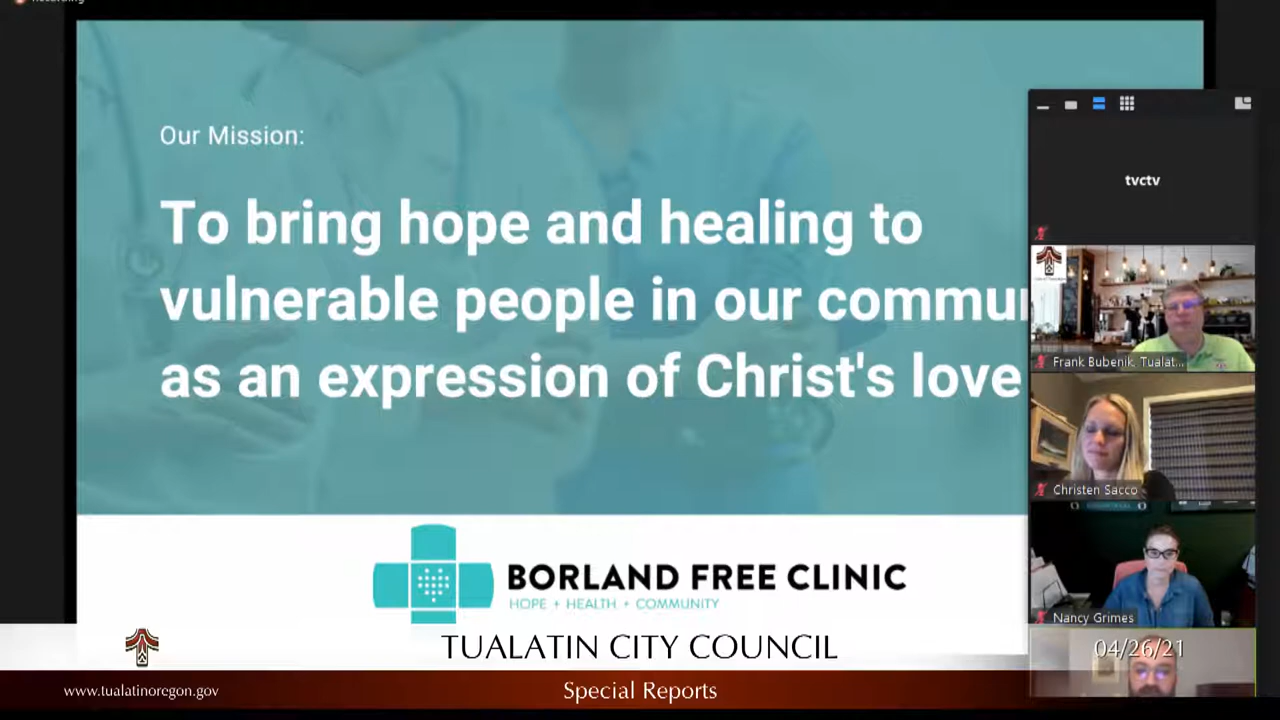 Our Mission:
To bring hope and healing to
vulnerable people in our commu
as an expression of Christ's love
BORLAND FREE CLINIC
HOPE + HEALTH + COMMUNITY
tvctv
Frank Bubenik, Tualat...
Christen Sacco
Nancy Grimes
04/26/21
TUALATIN CITY COUNCIL
www.tualatinoregon.gov
Special Reports